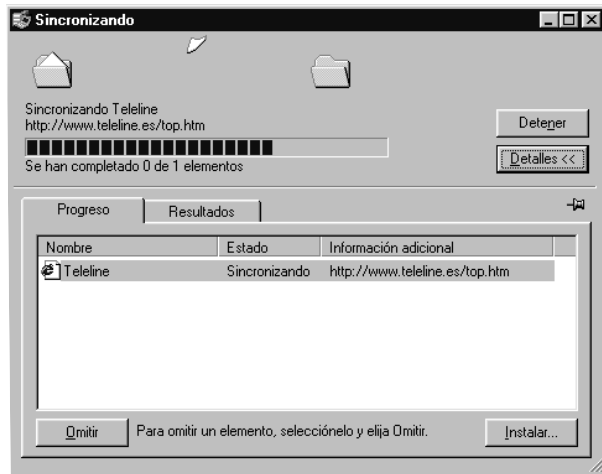 Sincronizando
Sincronizando Teleline
http://www.teleline.es/top.htm
Detener
Se han completado 0 de 1 elementos
Detalles <<
Progreso Resultados
Nombre Estado Información adicional
Teleline Sincronizando http://www.teleline.es/top.htm
Omitir Para omitir un elemento, selecciónelo y elija Omitir. Instalar...